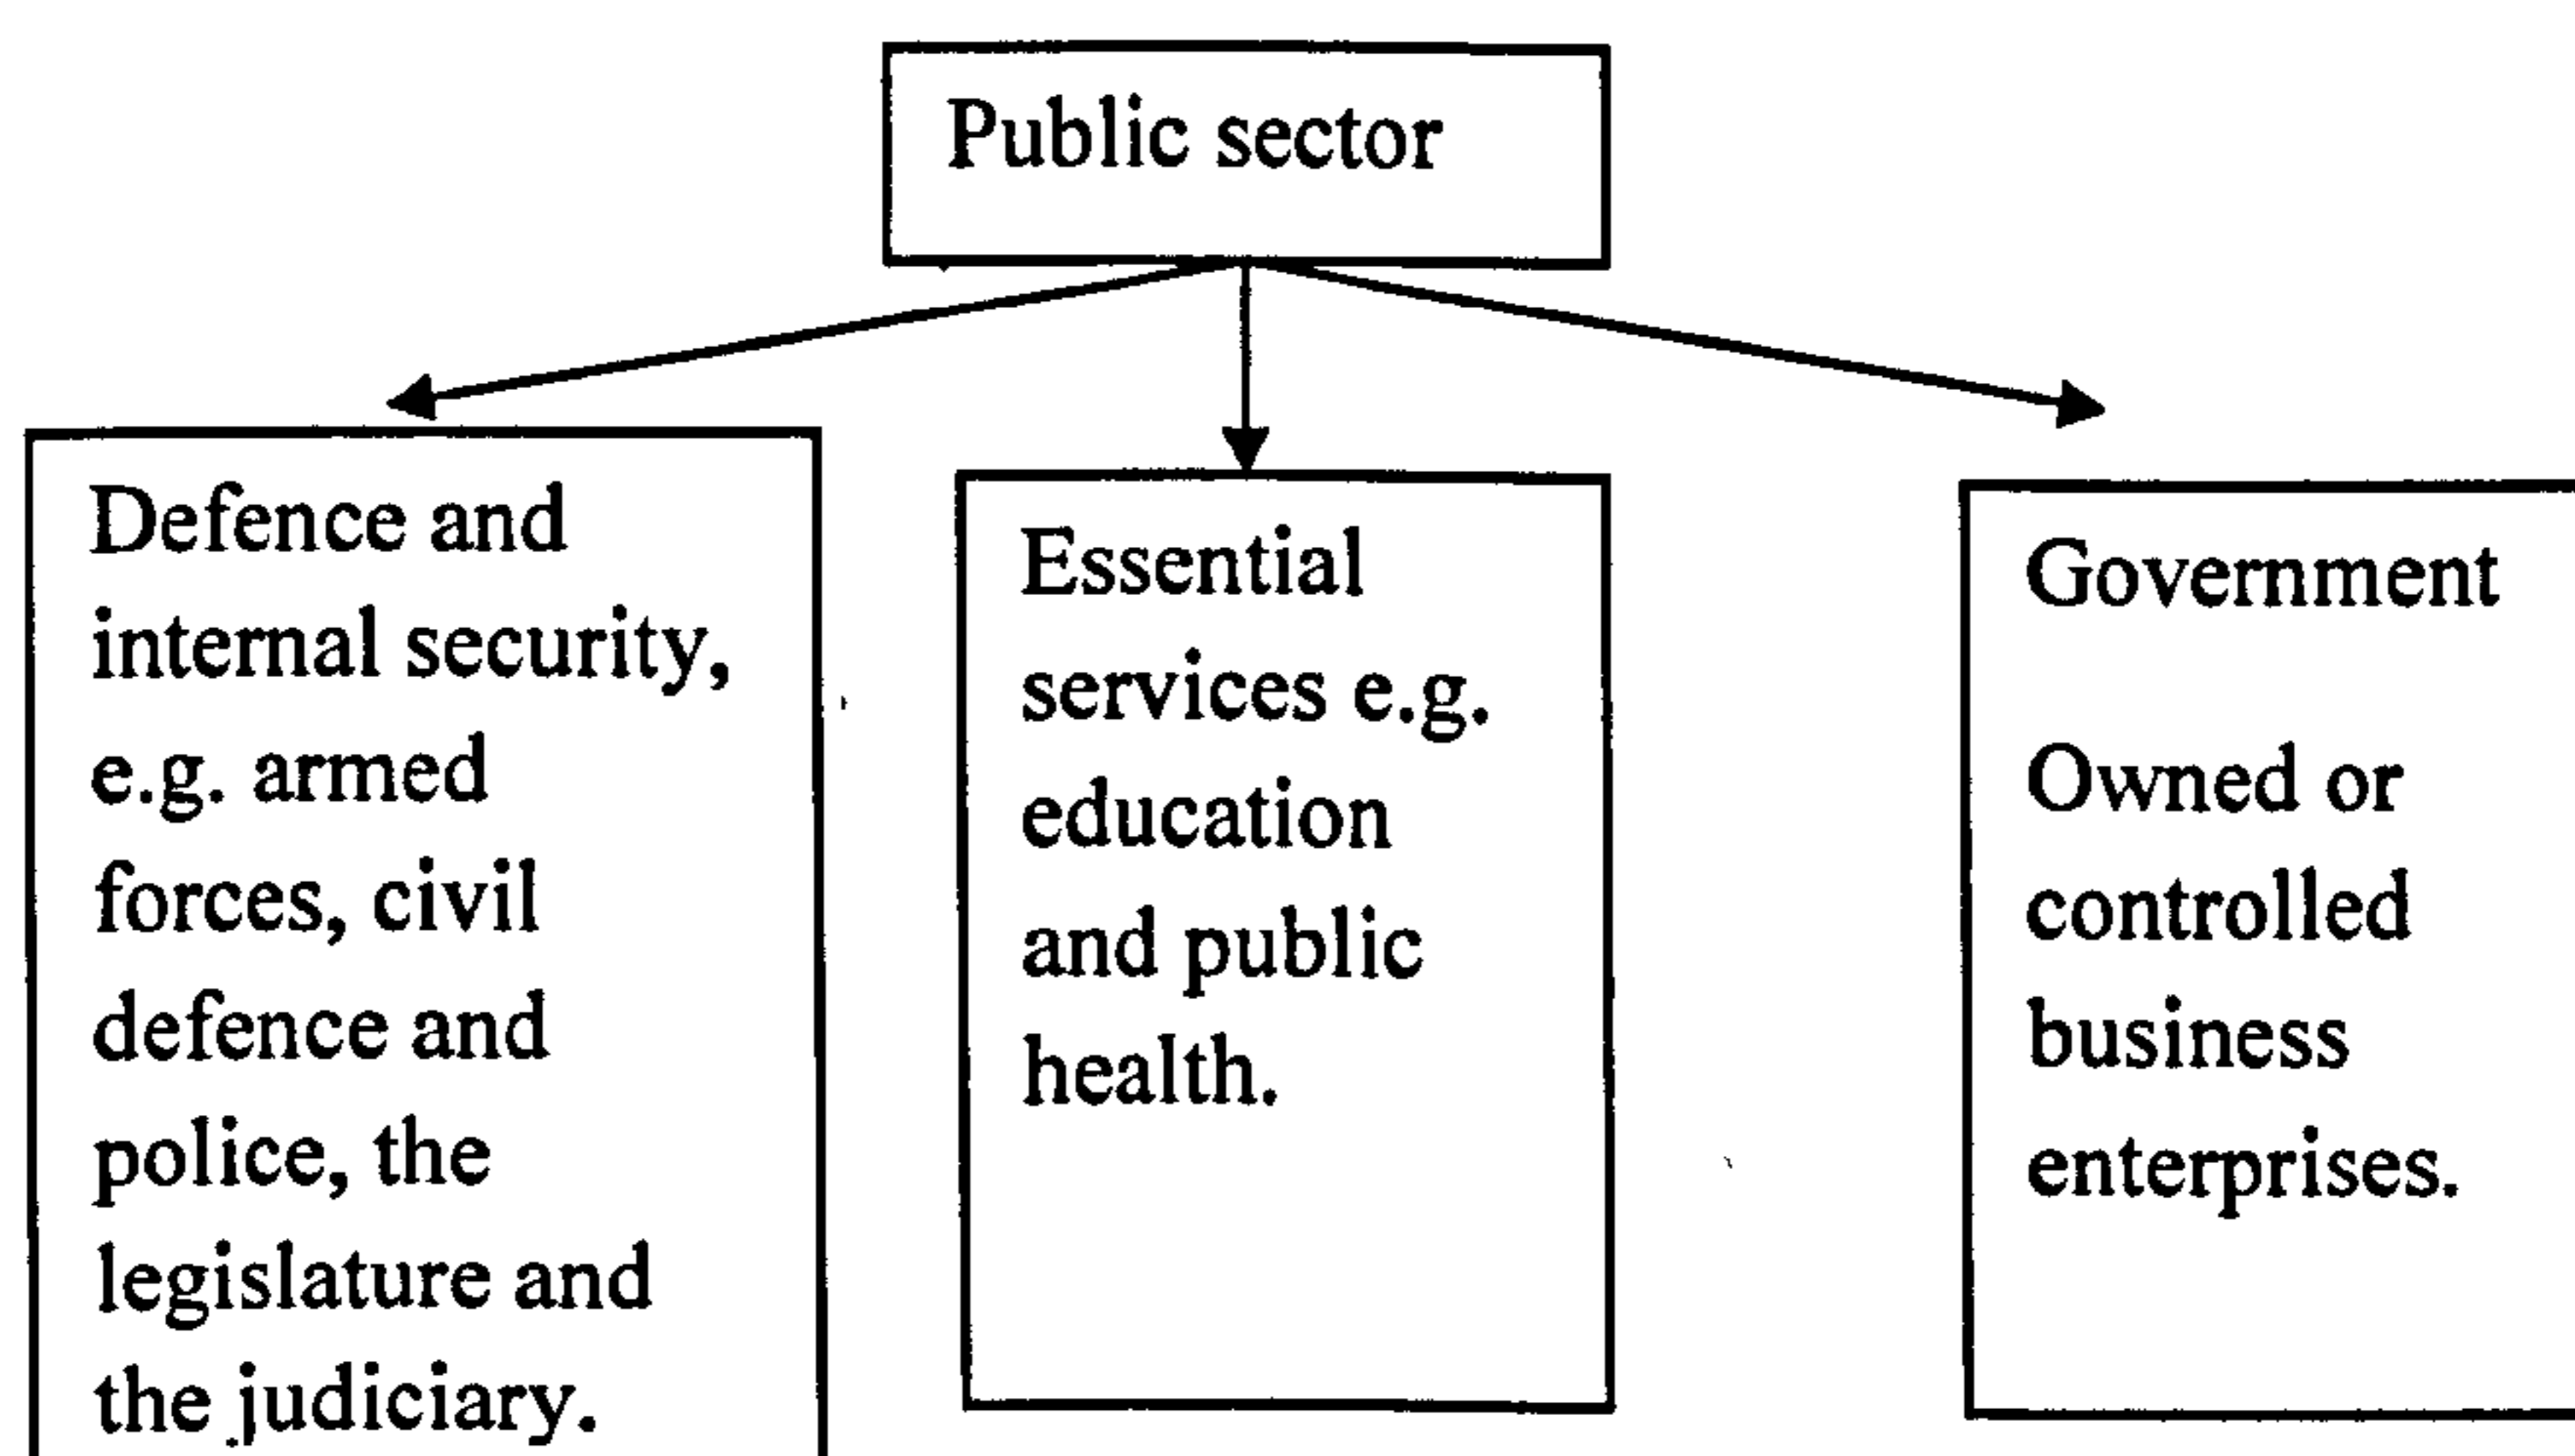 Public sector
Defence and
internal security,
e.g. armed
forces, civil
defence and
police, the
legislature and
the judiciary.
Essential
services e.g.
education
and public
health.
Government
Owned or
controlled
business
enterprises.